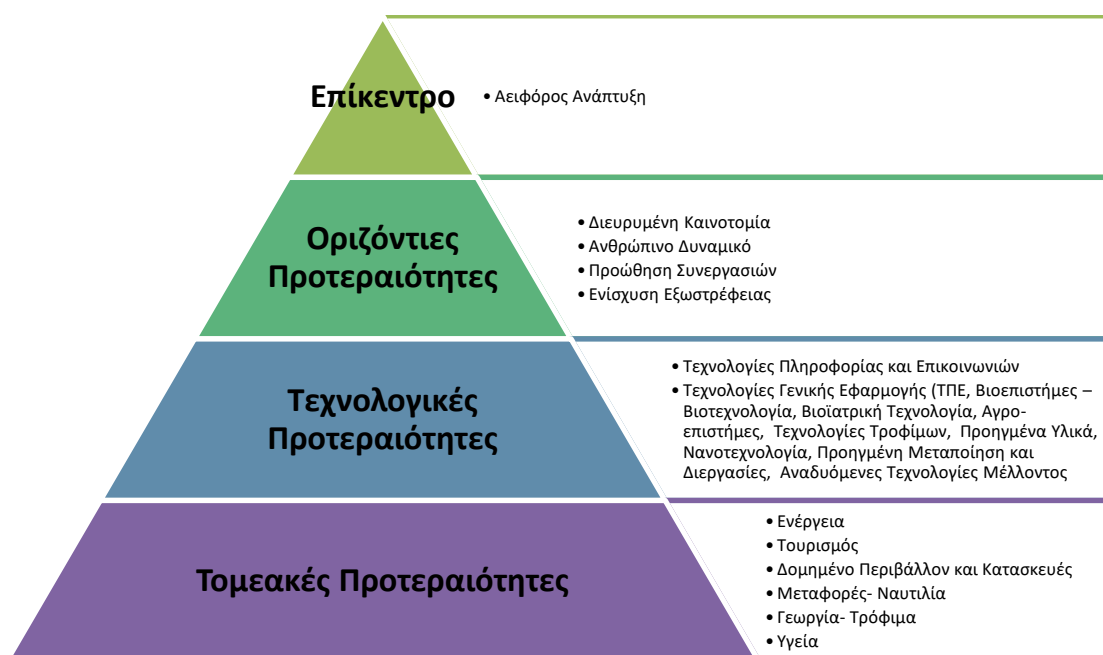 Επίκεντρο
• Αειφόρος Ανάπτυξη
Οριζόντιες
Προτεραιότητες
• Διευρυμένη Καινοτομία
• Ανθρώπινο Δυναμικό
• Προώθηση Συνεργασιών
• Ενίσχυση Εξωστρέφειας
Τεχνολογικές
Προτεραιότητες
• Τεχνολογίες Πληροφορίας και Επικοινωνιών
• Τεχνολογίες Γενικής Εφαρμογής (ΤΠΕ, Βιοεπιστήμες –
Βιοτεχνολογία, Βιοϊατρική Τεχνολογία, Αγρο-
επιστήμες, Τεχνολογίες Τροφίμων, Προηγμένα Υλικά,
Νανοτεχνολογία, Προηγμένη Μεταποίηση και
Διεργασίες, Αναδυόμενες Τεχνολογίες Μέλλοντος
Τομεακές Προτεραιότητες
• Ενέργεια
• Τουρισμός
• Δομημένο Περιβάλλον και Κατασκευές
• Μεταφορές- Ναυτιλία
• Γεωργία- Τρόφιμα
• Υγεία